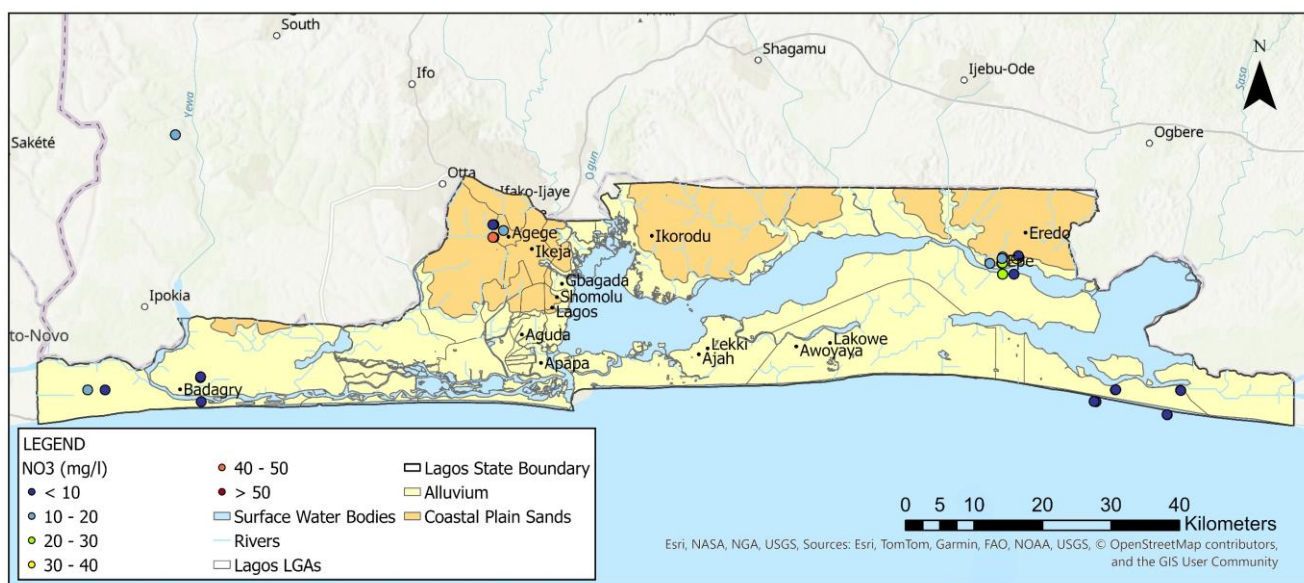 South
Shagamu
N
Ifo
Ijebu-Ode
Sasa
Yewa
Sakété
Ogbere
Ogun
Otta
Ifako-Ijaye
Agege
Ikorodu
Eredo
Ikeja
Epe
Gbagada
Ipokia
Shomolu
Lagos
to-Novo
Aguda
Lakowe
Lekki
Awoyaya
Ajah
Apapa
Badagry
LEGEND
NO3 (mg/l)
< 10
10 - 20
20 - 30
30 - 40
40 - 50
> 50
Surface Water Bodies
Rivers
Lagos LGAs
Lagos State Boundary
Alluvium
Coastal Plain Sands
0 5 10 20 30 40
Kilometers
Esri, NASA, NGA, USGS, Sources: Esri, TomTom, Garmin, FAO, NOAA, USGS, © OpenStreetMap contributors,
and the GIS User Community